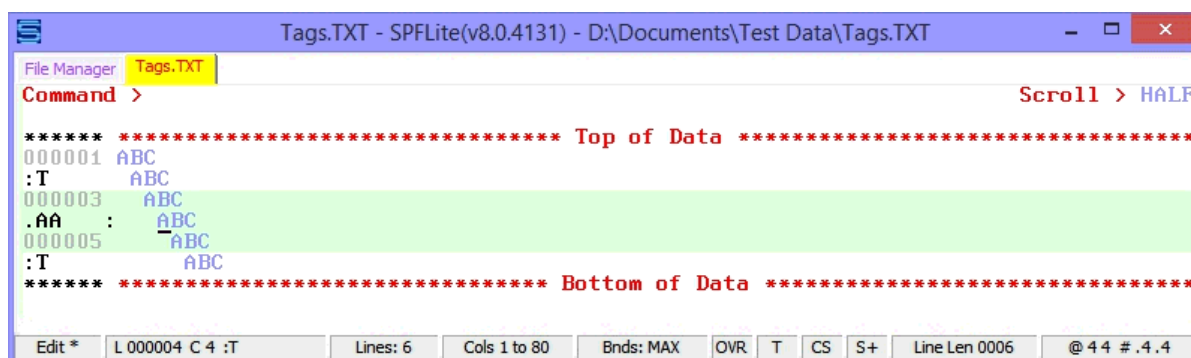 Tags.TXT - SPFLite(v8.0.4131) - D:\Documents\Test Data\Tags.TXT
File Manager Tags.TXT
Command > Scroll > HALF
****** ********************************* Top of Data **********************************
000001 ABC
:T ABC
000003 ABC
.AA : ABC
000005 ABC
:T ABC
****** ******************************** Bottom of Data ********************************
Edit * L 000004 C 4 :T Lines: 6 Cols 1 to 80 Bnds: MAX OVR T CS S+ Line Len 0006 @ 4 4 # .4 .4